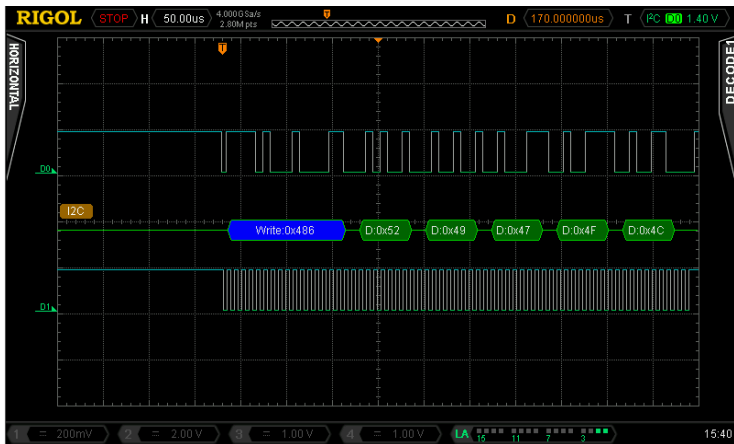 RIGOL STOP H 50.00us 4.000GSa/s 2.80M pts D 170.000000us T I²C D0 1.40 V
HORIZONTAL
DECODE1
T
D0
I2C
Write:0x486 D:0x52 D:0x49 D:0x47 D:0x4F D:0x4C
D1
1 = 200mV 2 = 2.00 V 3 = 1.00 V 4 = 1.00 V LA 15 11 7 3 15:40